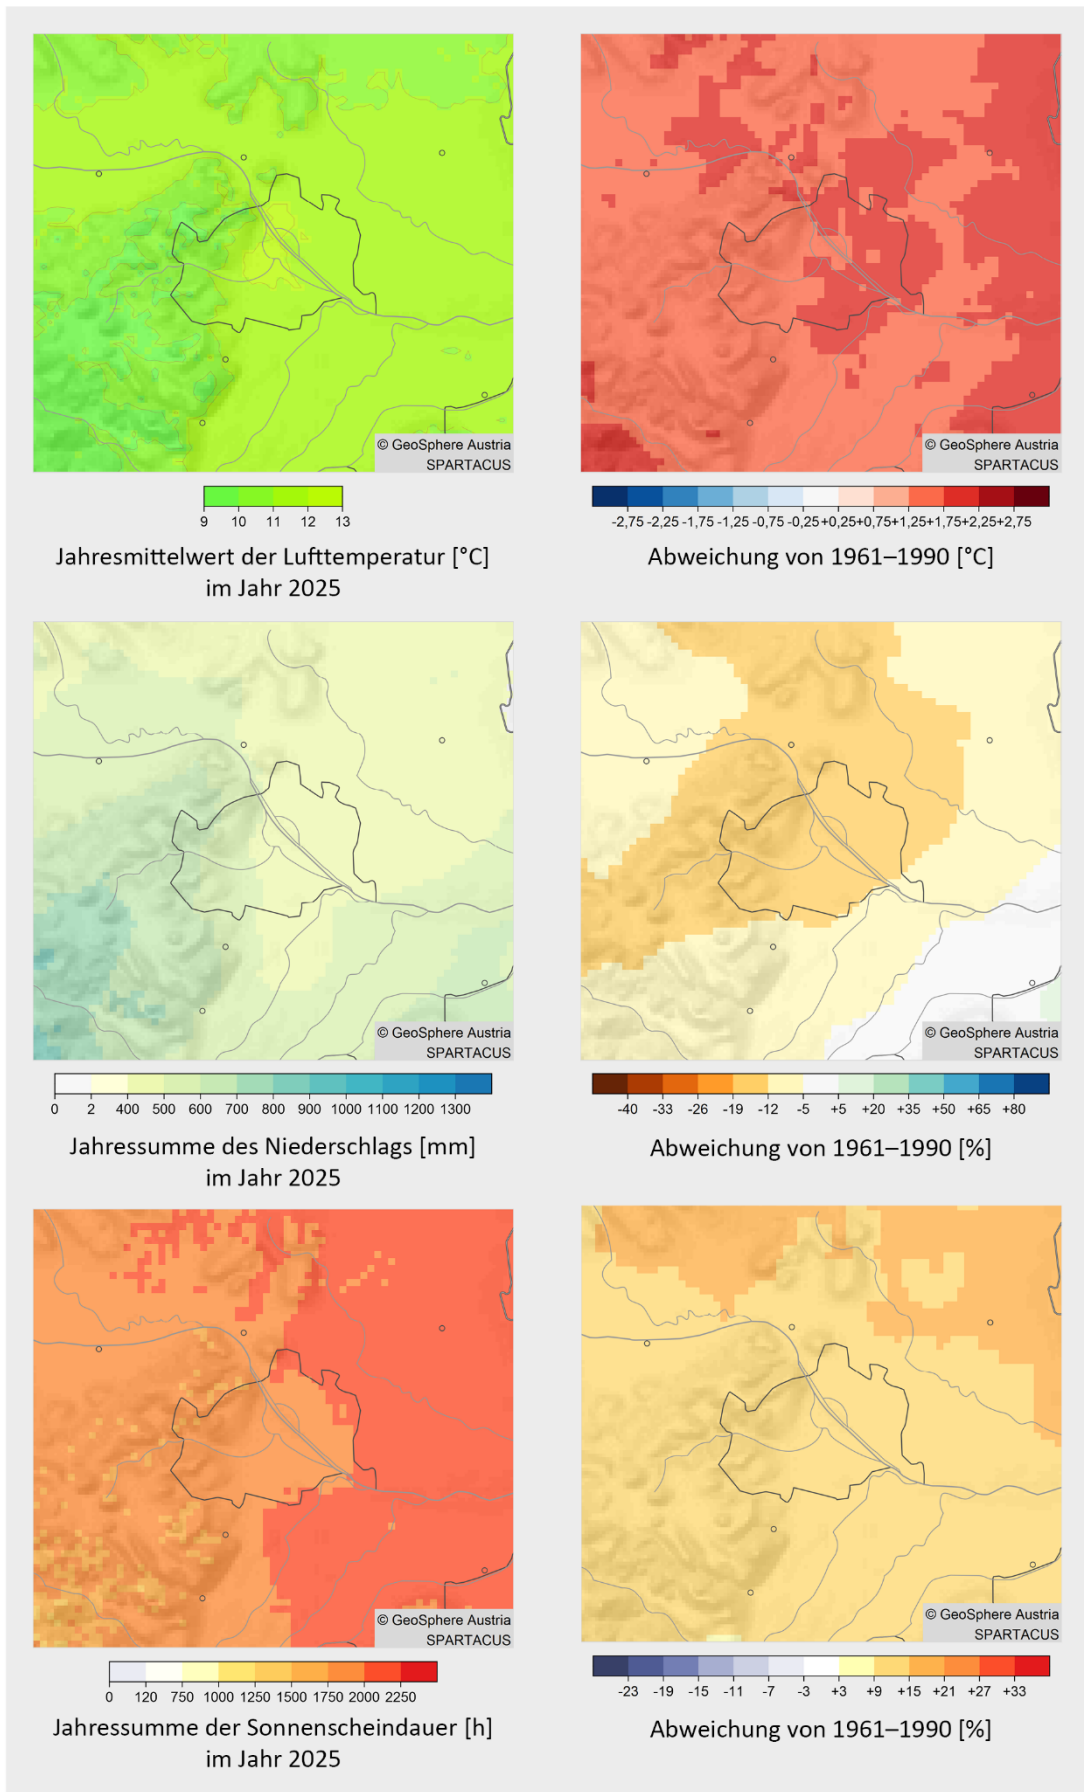 © GeoSphere Austria
SPARTACUS
© GeoSphere Austria
SPARTACUS
9 10 11 12 13
-2,75 -2,25 -1,75 -1,25 -0,75 -0,25 +0,25 +0,75 +1,25 +1,75 +2,25 +2,75
Jahresmittelwert der Lufttemperatur [°C]
im Jahr 2025
Abweichung von 1961–1990 [°C]
© GeoSphere Austria
SPARTACUS
© GeoSphere Austria
SPARTACUS
0 2 400 500 600 700 800 900 1000 1100 1200 1300
-40 -33 -26 -19 -12 -5 +5 +20 +35 +50 +65 +80
Jahressumme des Niederschlags [mm]
im Jahr 2025
Abweichung von 1961–1990 [%]
© GeoSphere Austria
SPARTACUS
© GeoSphere Austria
SPARTACUS
0 120 750 1000 1250 1500 1750 2000 2250
-23 -19 -15 -11 -7 -3 +3 +9 +15 +21 +27 +33
Jahressumme der Sonnenscheindauer [h]
im Jahr 2025
Abweichung von 1961–1990 [%]